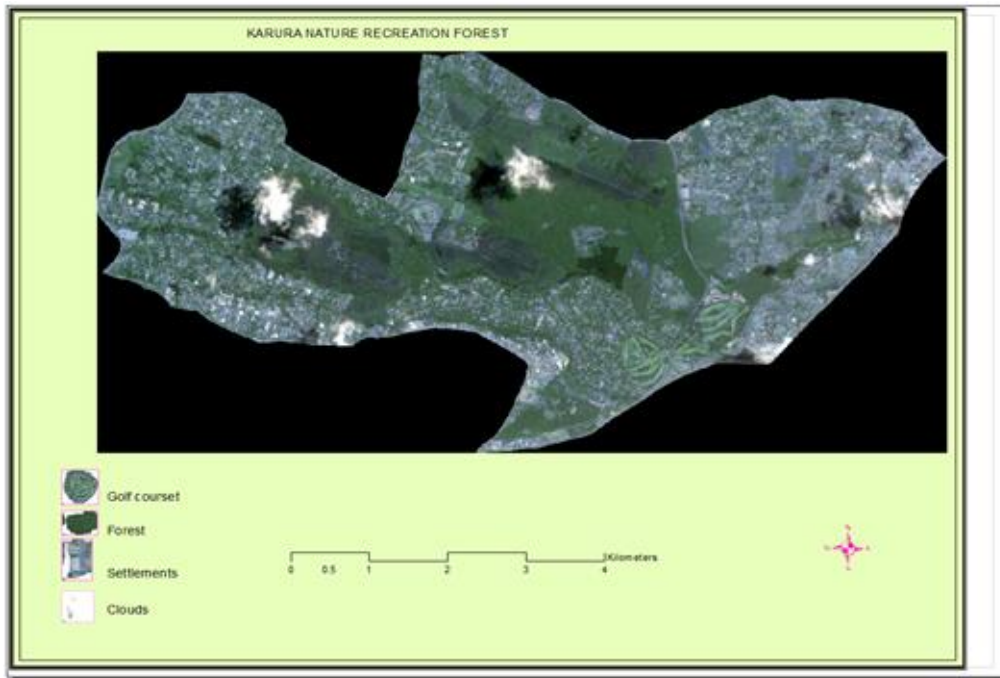 KARURA NATURE RECREATION FOREST
Golf courset
Forest
Settlements
Clouds
Kilometers
0 0.5 1 2 3 4